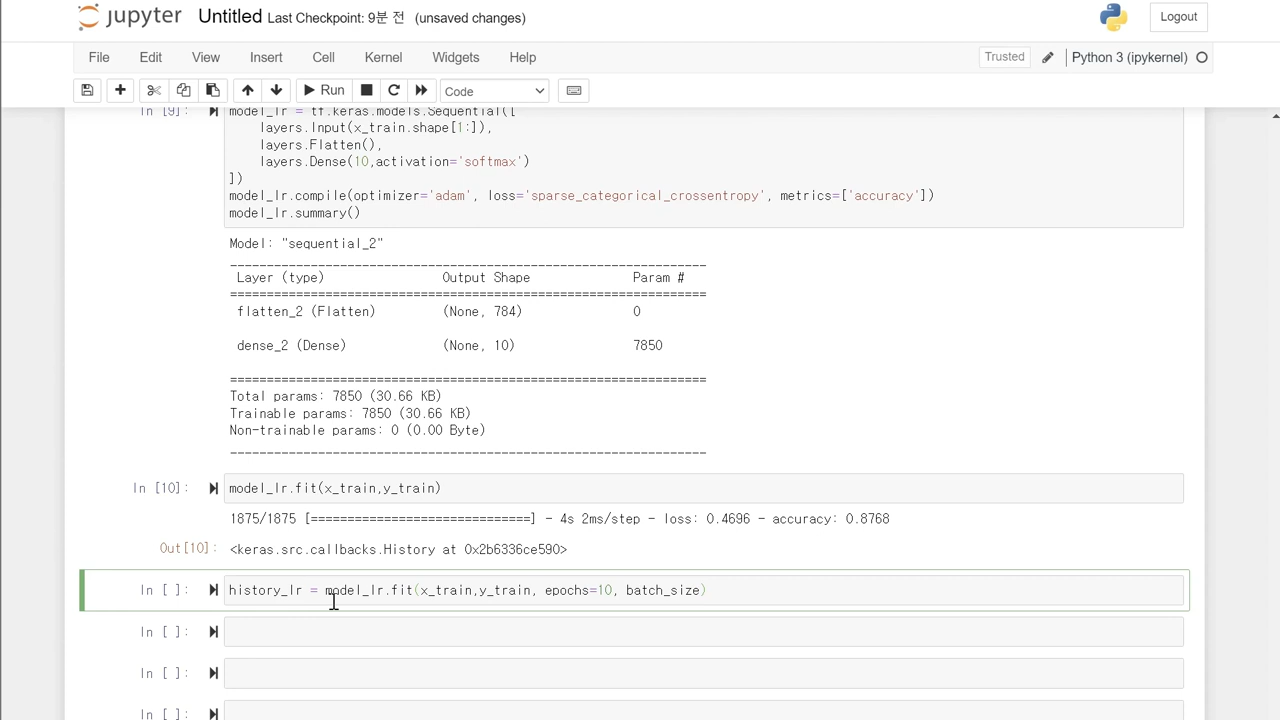 jupyter Untitled Last Checkpoint: 9분 전 (unsaved changes) Logout
File Edit View Insert Cell Kernel Widgets Help Trusted Python 3 (ipykernel)
Run Code
In [9]: model_lr = tf.keras.models.Sequential([
layers.Input(x_train.shape[1:]),
layers.Flatten(),
layers.Dense(10,activation='softmax')
])
model_lr.compile(optimizer='adam', loss='sparse_categorical_crossentropy', metrics=['accuracy'])
model_lr.summary()
Model: "sequential_2"
_________________________________________________________________
Layer (type) Output Shape Param #
=================================================================
flatten_2 (Flatten) (None, 784) 0
dense_2 (Dense) (None, 10) 7850
=================================================================
Total params: 7850 (30.66 KB)
Trainable params: 7850 (30.66 KB)
Non-trainable params: 0 (0.00 Byte)
_________________________________________________________________
In [10]: model_lr.fit(x_train,y_train)
1875/1875 [==============================] - 4s 2ms/step - loss: 0.4696 - accuracy: 0.8768
Out[10]: <keras.src.callbacks.History at 0x2b6336ce590>
In [ ]: history_lr = model_lr.fit(x_train,y_train, epochs=10, batch_size)
In [ ]:
In [ ]:
In [ ]: